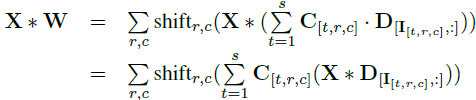 X ∗ W = ∑_{r,c} shift_{r,c}(X ∗ (∑_{t=1}^{s} C_{[t,r,c]} · D_{[I_{[t,r,c]},:]}))
= ∑_{r,c} shift_{r,c}(∑_{t=1}^{s} C_{[t,r,c]}(X ∗ D_{[I_{[t,r,c]},:]}))